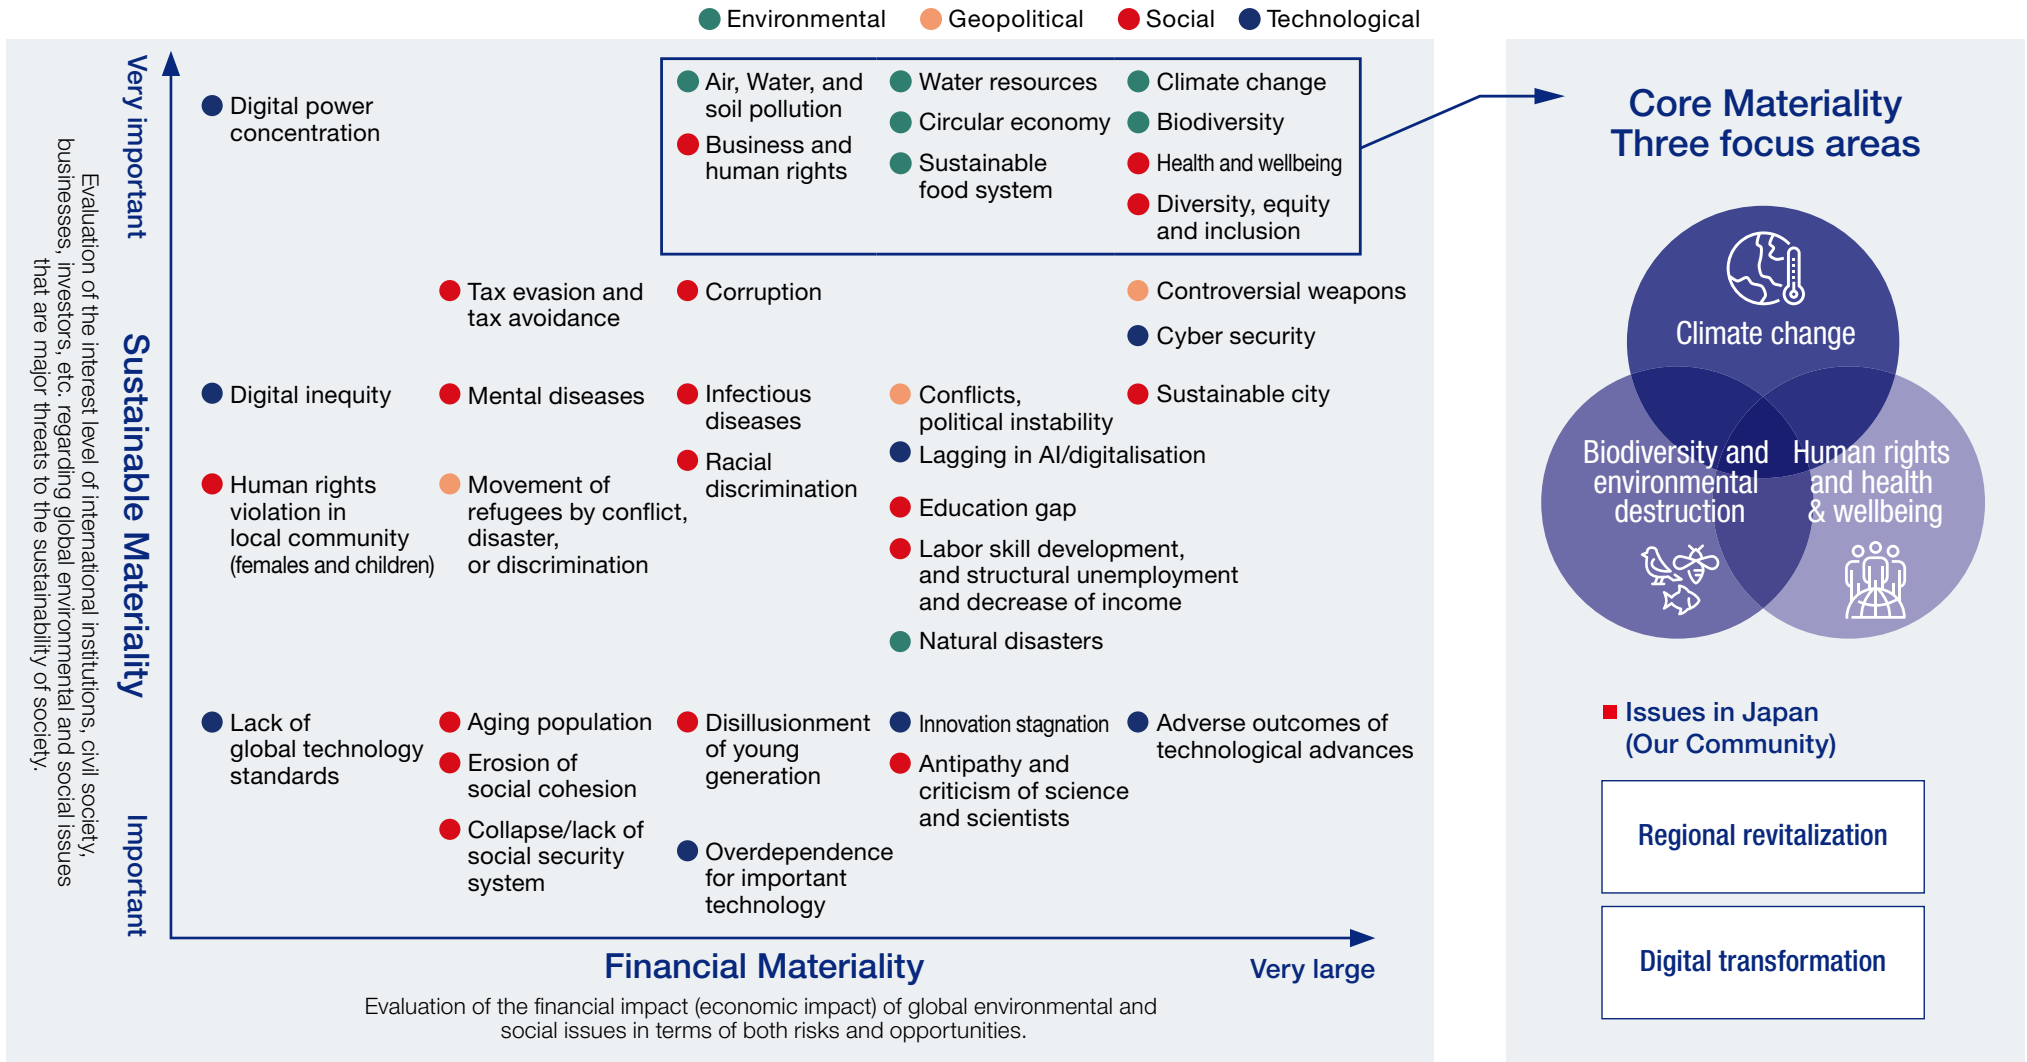 Environmental
Geopolitical
Social
Technological
Very important
Sustainable Materiality
Important
Evaluation of the interest level of international institutions, civil society,
businesses, investors, etc. regarding global environmental and social issues
that are major threats to the sustainability of society.
Digital power
concentration
Air, Water, and
soil pollution
Business and
human rights
Water resources
Circular economy
Sustainable
food system
Climate change
Biodiversity
Health and wellbeing
Diversity, equity
and inclusion
Tax evasion and
tax avoidance
Corruption
Controversial weapons
Cyber security
Digital inequity
Mental diseases
Infectious
diseases
Racial
discrimination
Conflicts,
political instability
Lagging in AI/digitalisation
Sustainable city
Human rights
violation in
local community
(females and children)
Movement of
refugees by conflict,
disaster,
or discrimination
Education gap
Labor skill development,
and structural unemployment
and decrease of income
Natural disasters
Lack of
global technology
standards
Aging population
Erosion of
social cohesion
Collapse/lack of
social security
system
Disillusionment
of young
generation
Overdependence
for important
technology
Innovation stagnation
Antipathy and
criticism of science
and scientists
Adverse outcomes of
technological advances
Financial Materiality
Very large
Evaluation of the financial impact (economic impact) of global environmental and
social issues in terms of both risks and opportunities.
Core Materiality
Three focus areas
Climate change
Biodiversity and
environmental
destruction
Human rights
and health
& wellbeing
Issues in Japan
(Our Community)
Regional revitalization
Digital transformation